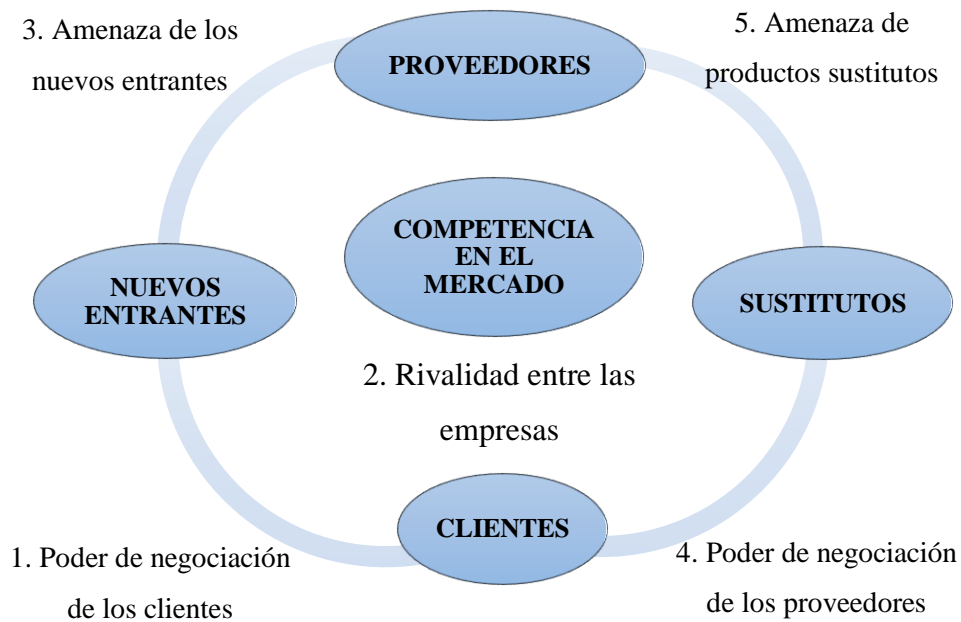 3. Amenaza de los
nuevos entrantes
PROVEEDORES
5. Amenaza de
productos sustitutos
COMPETENCIA
EN EL
MERCADO
NUEVOS
ENTRANTES
SUSTITUTOS
2. Rivalidad entre las
empresas
CLIENTES
1. Poder de negociación
de los clientes
4. Poder de negociación
de los proveedores